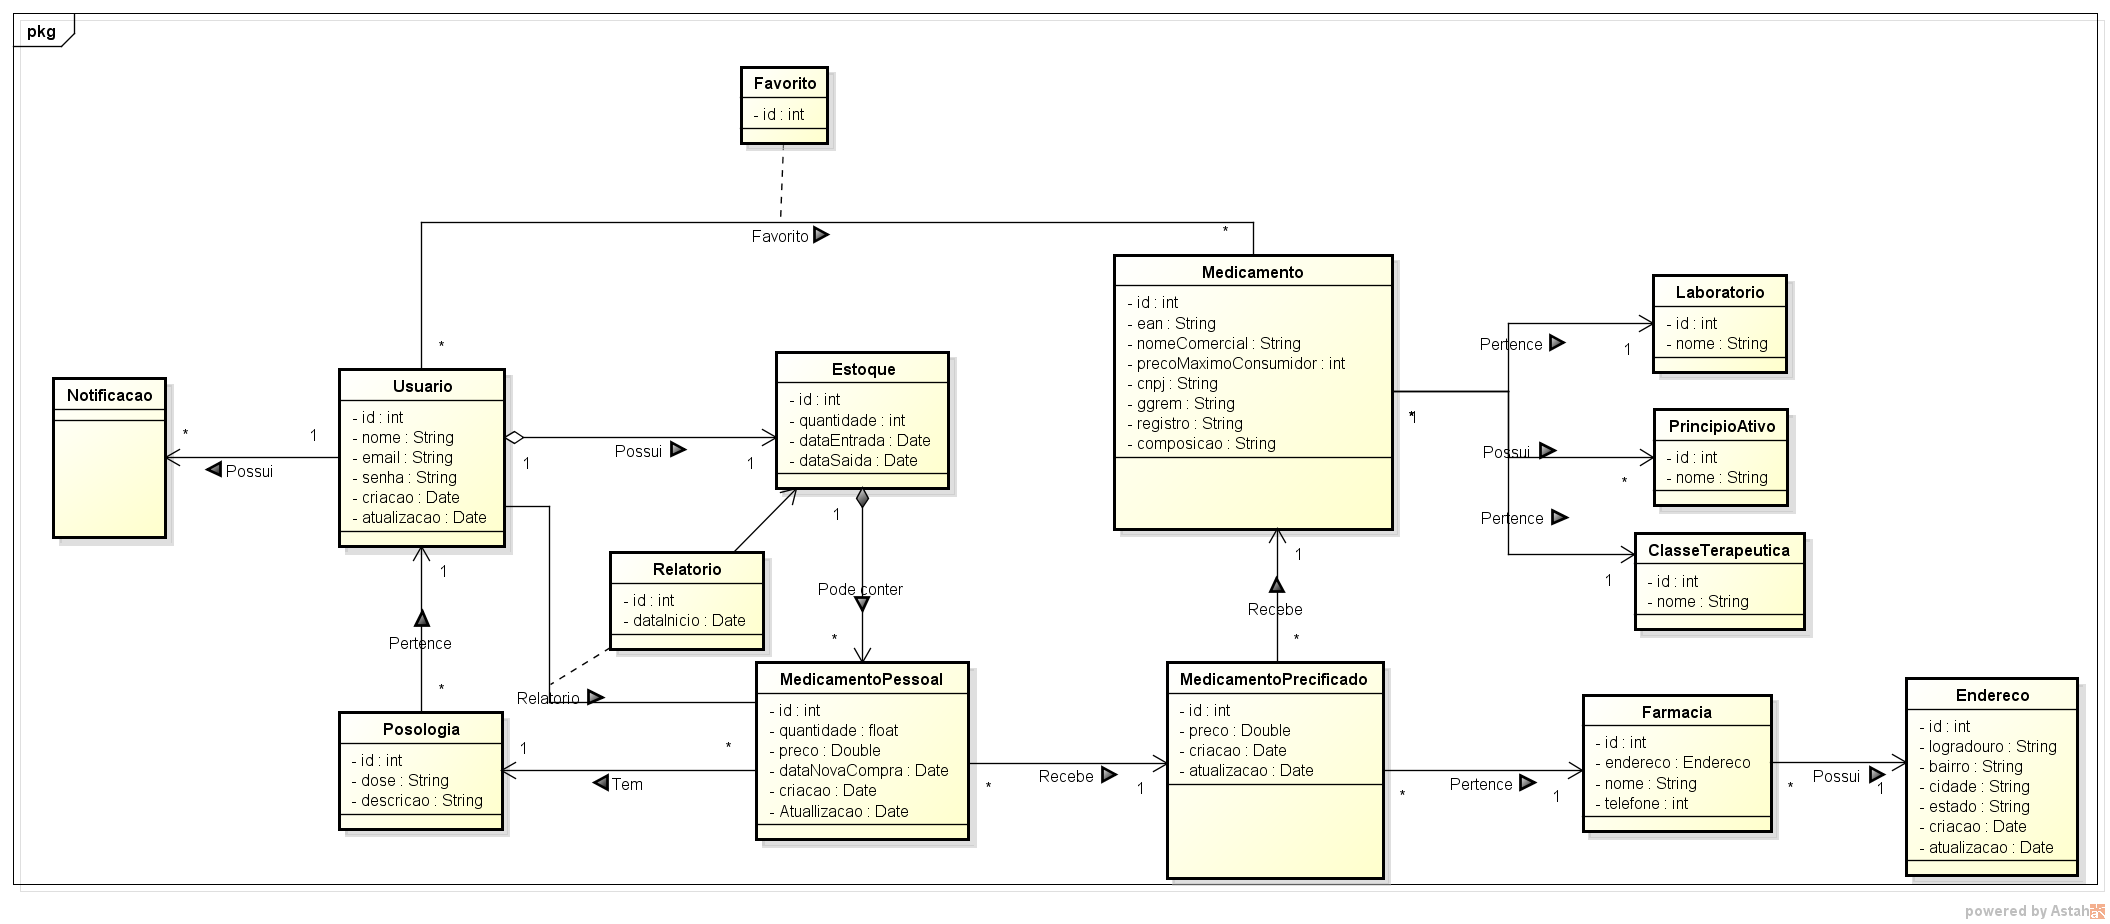 pkg
Favorito
- id : int
Favorito
*
*
Notificacao
*
1
Possui
Usuario
- id : int
- nome : String
- email : String
- senha : String
- criacao : Date
- atualizacao : Date
1
Possui
1
Estoque
- id : int
- quantidade : int
- dataEntrada : Date
- dataSaida : Date
1
Pode conter
*
Relatorio
- id : int
- dataInicio : Date
Relatorio
1
Pertence
*
Posologia
- id : int
- dose : String
- descricao : String
1
*
Tem
MedicamentoPessoal
- id : int
- quantidade : float
- preco : Double
- dataNovaCompra : Date
- criacao : Date
- Atuallizacao : Date
*
Recebe
1
Medicamento
- id : int
- ean : String
- nomeComercial : String
- precoMaximoConsumidor : int
- cnpj : String
- ggrem : String
- registro : String
- composicao : String
1
Recebe
*
MedicamentoPrecificado
- id : int
- preco : Double
- criacao : Date
- atualizacao : Date
*
Pertence
1
*
1
Pertence
1
Laboratorio
- id : int
- nome : String
Possui
*
PrincipioAtivo
- id : int
- nome : String
Pertence
1
ClasseTerapeutica
- id : int
- nome : String
Farmacia
- id : int
- endereco : Endereco
- nome : String
- telefone : int
*
Possui
1
Endereco
- id : int
- logradouro : String
- bairro : String
- cidade : String
- estado : String
- criacao : Date
- atualizacao : Date
powered by Astah